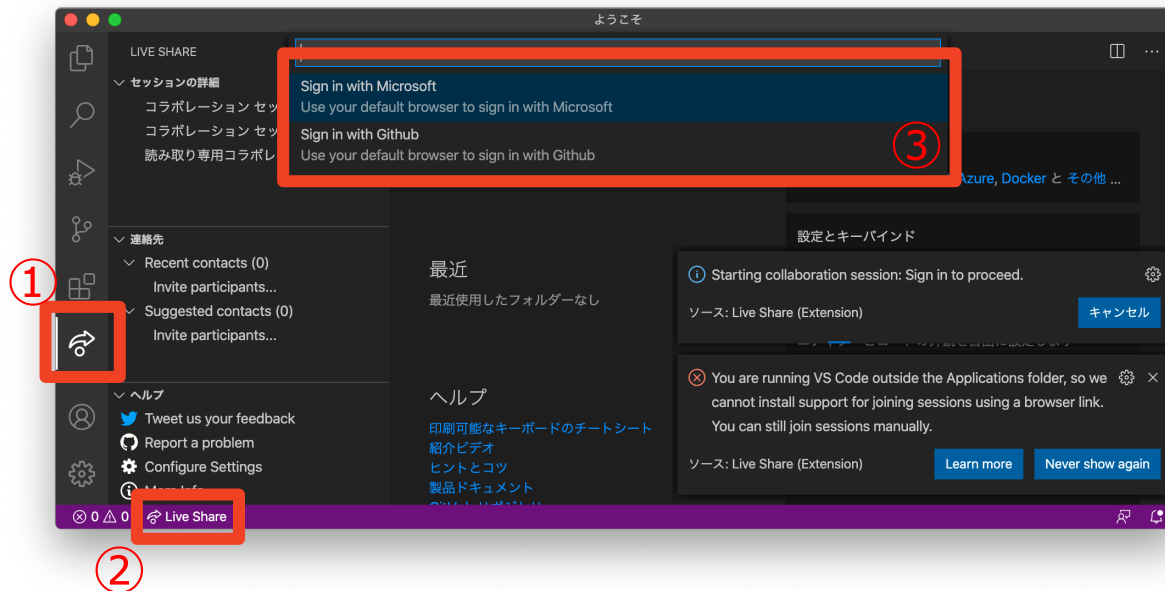 ようこそ
LIVE SHARE
セッションの詳細
コラボレーション セッ
コラボレーション セッ
読み取り専用コラボレ
Sign in with Microsoft
Use your default browser to sign in with Microsoft
Sign in with Github
Use your default browser to sign in with Github
③
Azure, Docker と その他 ...
連絡先
Recent contacts (0)
Invite participants...
Suggested contacts (0)
Invite participants...
①
最近
最近使用したフォルダーなし
設定とキーバインド
Starting collaboration session: Sign in to proceed.
ソース: Live Share (Extension)
キャンセル
You are running VS Code outside the Applications folder, so we
cannot install support for joining sessions using a browser link.
You can still join sessions manually.
ソース: Live Share (Extension)
Learn more
Never show again
ヘルプ
Tweet us your feedback
Report a problem
Configure Settings
More Info
ヘルプ
印刷可能なキーボードのチートシート
紹介ビデオ
ヒントとコツ
製品ドキュメント
0 0
Live Share
②